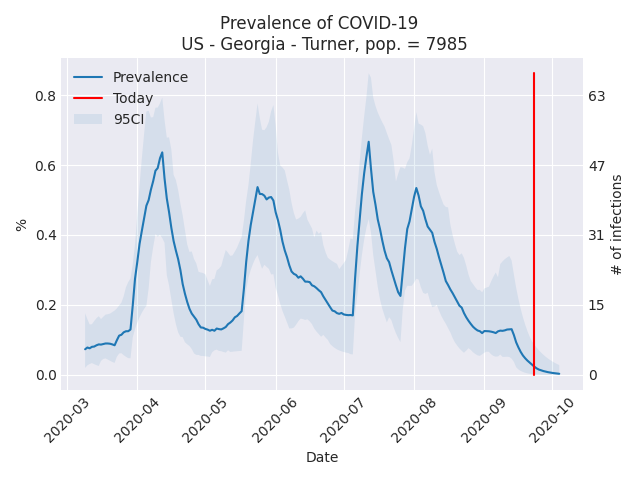 Prevalence of COVID-19
US - Georgia - Turner, pop. = 7985
Prevalence
Today
95CI
%
0.8
0.6
0.4
0.2
0.0
63
47
31
15
0
# of infections
2020-03
2020-04
2020-05
2020-06
2020-07
2020-08
2020-09
2020-10
Date